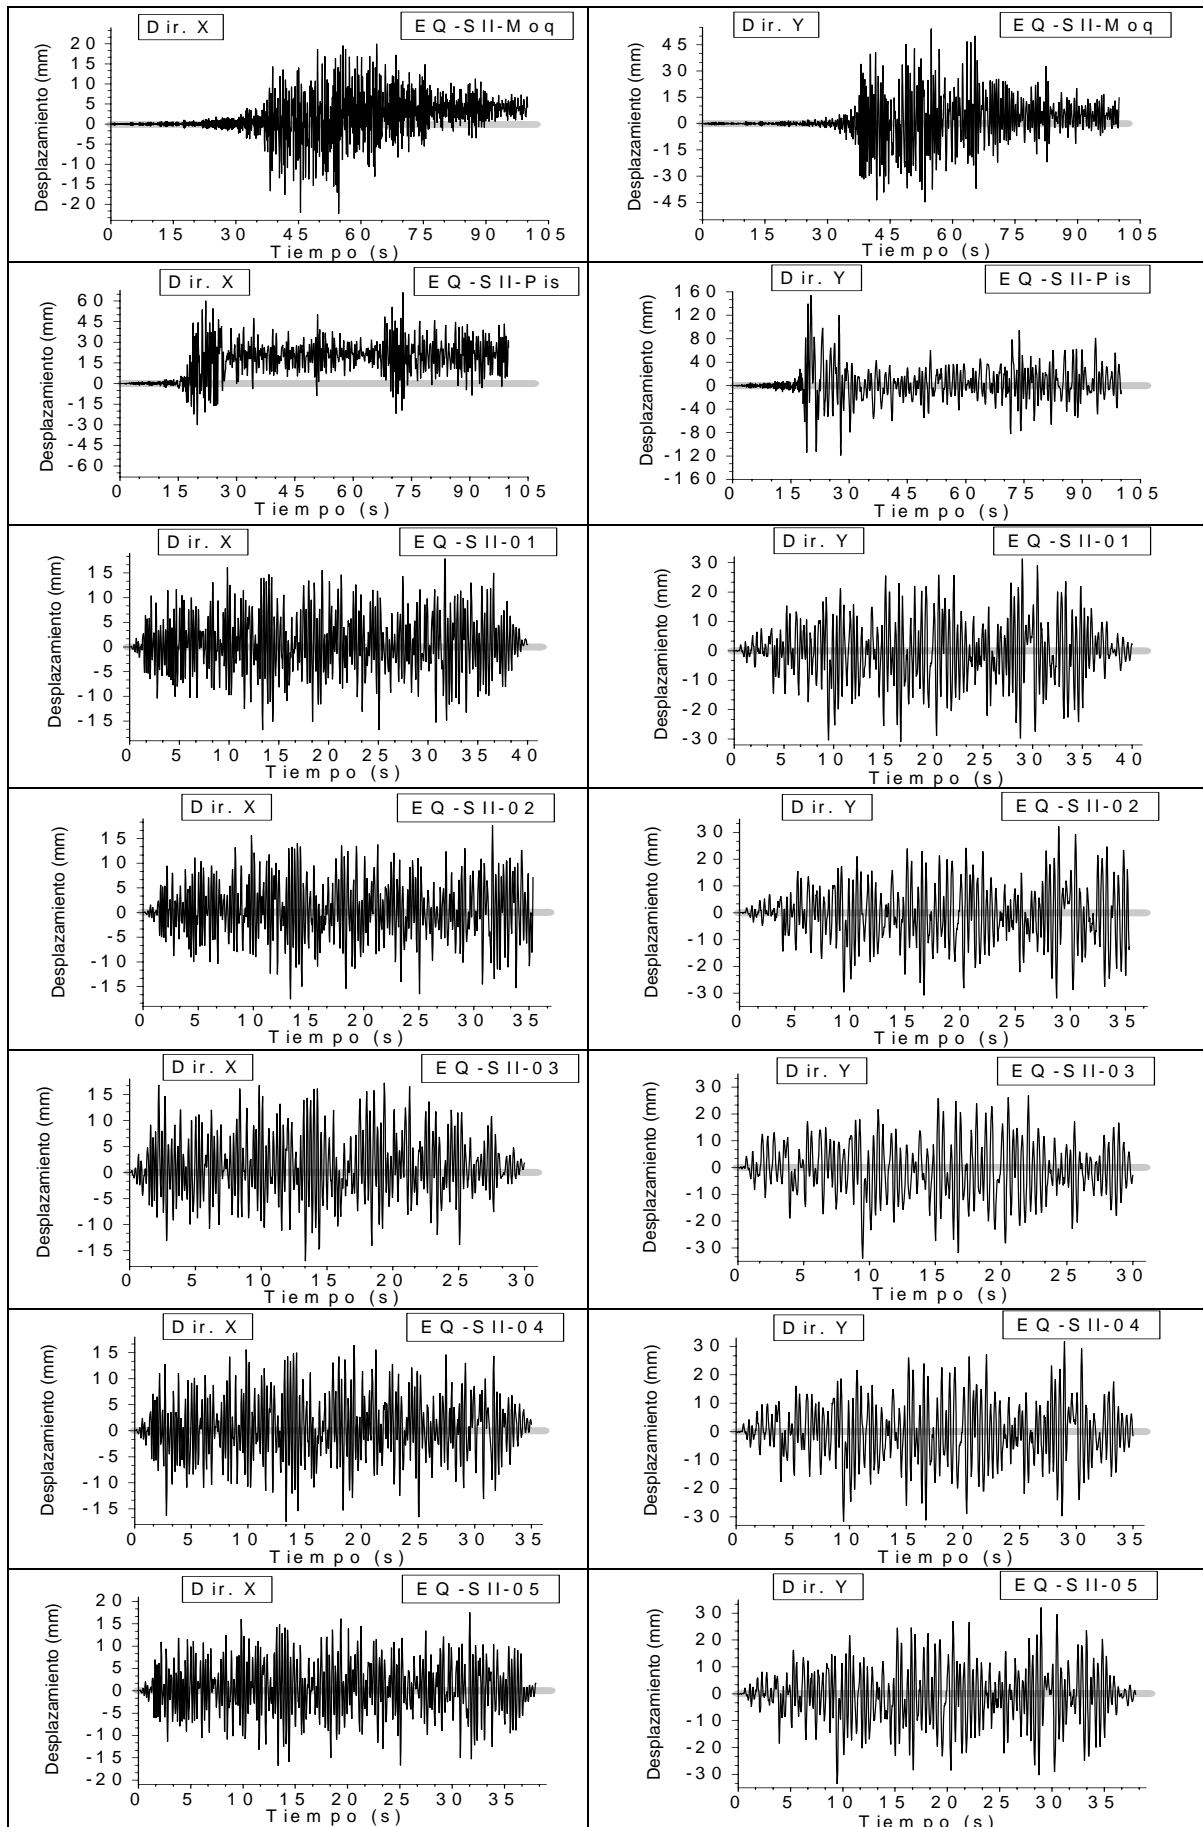 Dir. X EQ-SII-Moq
Desplazamiento (mm)
20
15
10
5
0
-5
-10
-15
-20
0 15 30 45 60 75 90 105
Tiempo (s)
Dir. Y EQ-SII-Moq
Desplazamiento (mm)
45
30
15
0
-15
-30
-45
0 15 30 45 60 75 90 105
Tiempo (s)
Dir. X EQ-SII-Pis
Desplazamiento (mm)
60
45
30
15
0
-15
-30
-45
-60
0 15 30 45 60 75 90 105
Tiempo (s)
Dir. Y EQ-SII-Pis
Desplazamiento (mm)
160
120
80
40
0
-40
-80
-120
-160
0 15 30 45 60 75 90 105
Tiempo (s)
Dir. X EQ-SII-01
Desplazamiento (mm)
15
10
5
0
-5
-10
-15
0 5 10 15 20 25 30 35 40
Tiempo (s)
Dir. Y EQ-SII-01
Desplazamiento (mm)
30
20
10
0
-10
-20
-30
0 5 10 15 20 25 30 35 40
Tiempo (s)
Dir. X EQ-SII-02
Desplazamiento (mm)
15
10
5
0
-5
-10
-15
0 5 10 15 20 25 30 35
Tiempo (s)
Dir. Y EQ-SII-02
Desplazamiento (mm)
30
20
10
0
-10
-20
-30
0 5 10 15 20 25 30 35
Tiempo (s)
Dir. X EQ-SII-03
Desplazamiento (mm)
15
10
5
0
-5
-10
-15
0 5 10 15 20 25 30
Tiempo (s)
Dir. Y EQ-SII-03
Desplazamiento (mm)
30
20
10
0
-10
-20
-30
0 5 10 15 20 25 30
Tiempo (s)
Dir. X EQ-SII-04
Desplazamiento (mm)
15
10
5
0
-5
-10
-15
0 5 10 15 20 25 30 35
Tiempo (s)
Dir. Y EQ-SII-04
Desplazamiento (mm)
30
20
10
0
-10
-20
-30
0 5 10 15 20 25 30 35
Tiempo (s)
Dir. X EQ-SII-05
Desplazamiento (mm)
20
15
10
5
0
-5
-10
-15
-20
0 5 10 15 20 25 30 35
Tiempo (s)
Dir. Y EQ-SII-05
Desplazamiento (mm)
30
20
10
0
-10
-20
-30
0 5 10 15 20 25 30 35
Tiempo (s)